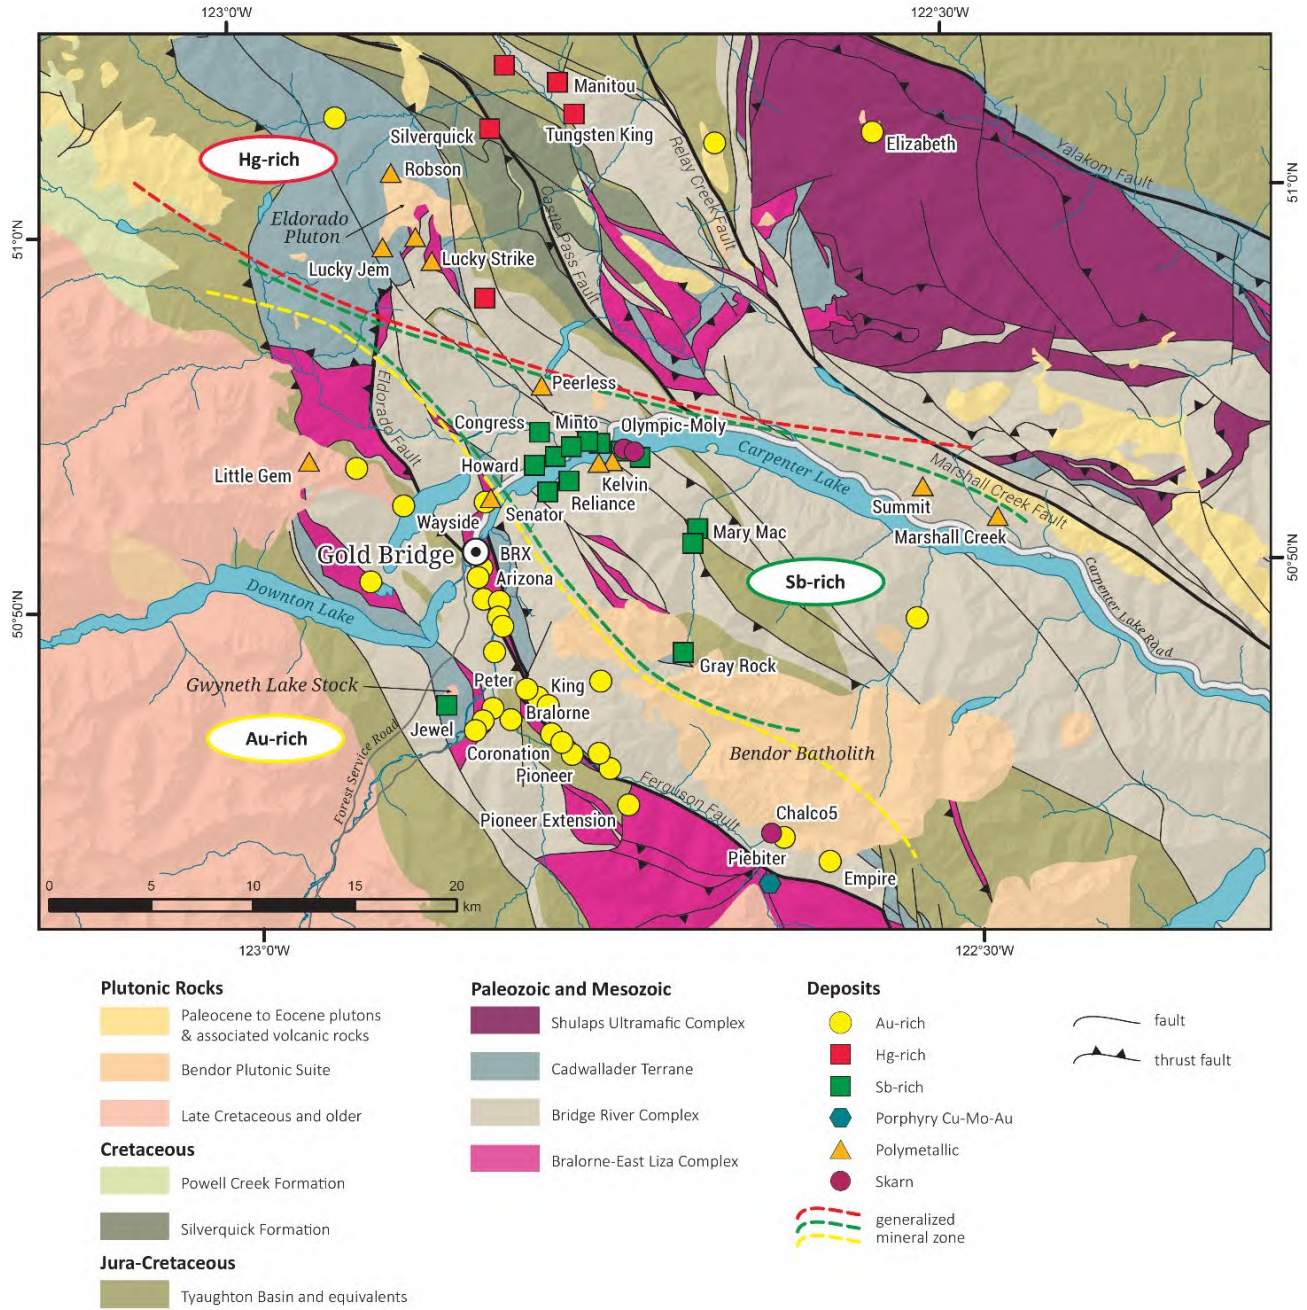 123°0'W
122°30'W
Manitou
Silverquick
Tungsten King
Elizabeth
Hg-rich
Robson
Relay Creek Fault
Yalakom Fault
51°0'N
Castle Pass Fault
Eldorado
Pluton
51°0'N
Lucky Jem
Lucky Strike
Eldorado Fault
Peerless
Congress
Minto
Olympic-Moly
Howard
Carpenter Lake
Marshall Creek Fault
Little Gem
Kelvin
Reliance
Summit
Wayside
Senator
Marshall Creek
Mary Mac
Gold Bridge
BRX
50°50'N
Arizona
Sb-rich
Downton Lake
Carpenter Lake Road
50°50'N
Gray Rock
Gwyneth Lake Stock
Peter
King
Bralorne
Jewel
Au-rich
Coronation
Bendor Batholith
Pioneer
Forest Service Road
Ferguson Fault
Pioneer Extension
Chalco5
Piebiter
Empire
0 5 10 15 20
km
123°0'W
122°30'W
Plutonic Rocks
Paleocene to Eocene plutons
& associated volcanic rocks
Bendor Plutonic Suite
Late Cretaceous and older
Cretaceous
Powell Creek Formation
Silverquick Formation
Jura-Cretaceous
Tyaughton Basin and equivalents
Paleozoic and Mesozoic
Shulaps Ultramafic Complex
Cadwallader Terrane
Bridge River Complex
Bralorne-East Liza Complex
Deposits
Au-rich
Hg-rich
Sb-rich
Porphyry Cu-Mo-Au
Polymetallic
Skarn
generalized
mineral zone
fault
thrust fault